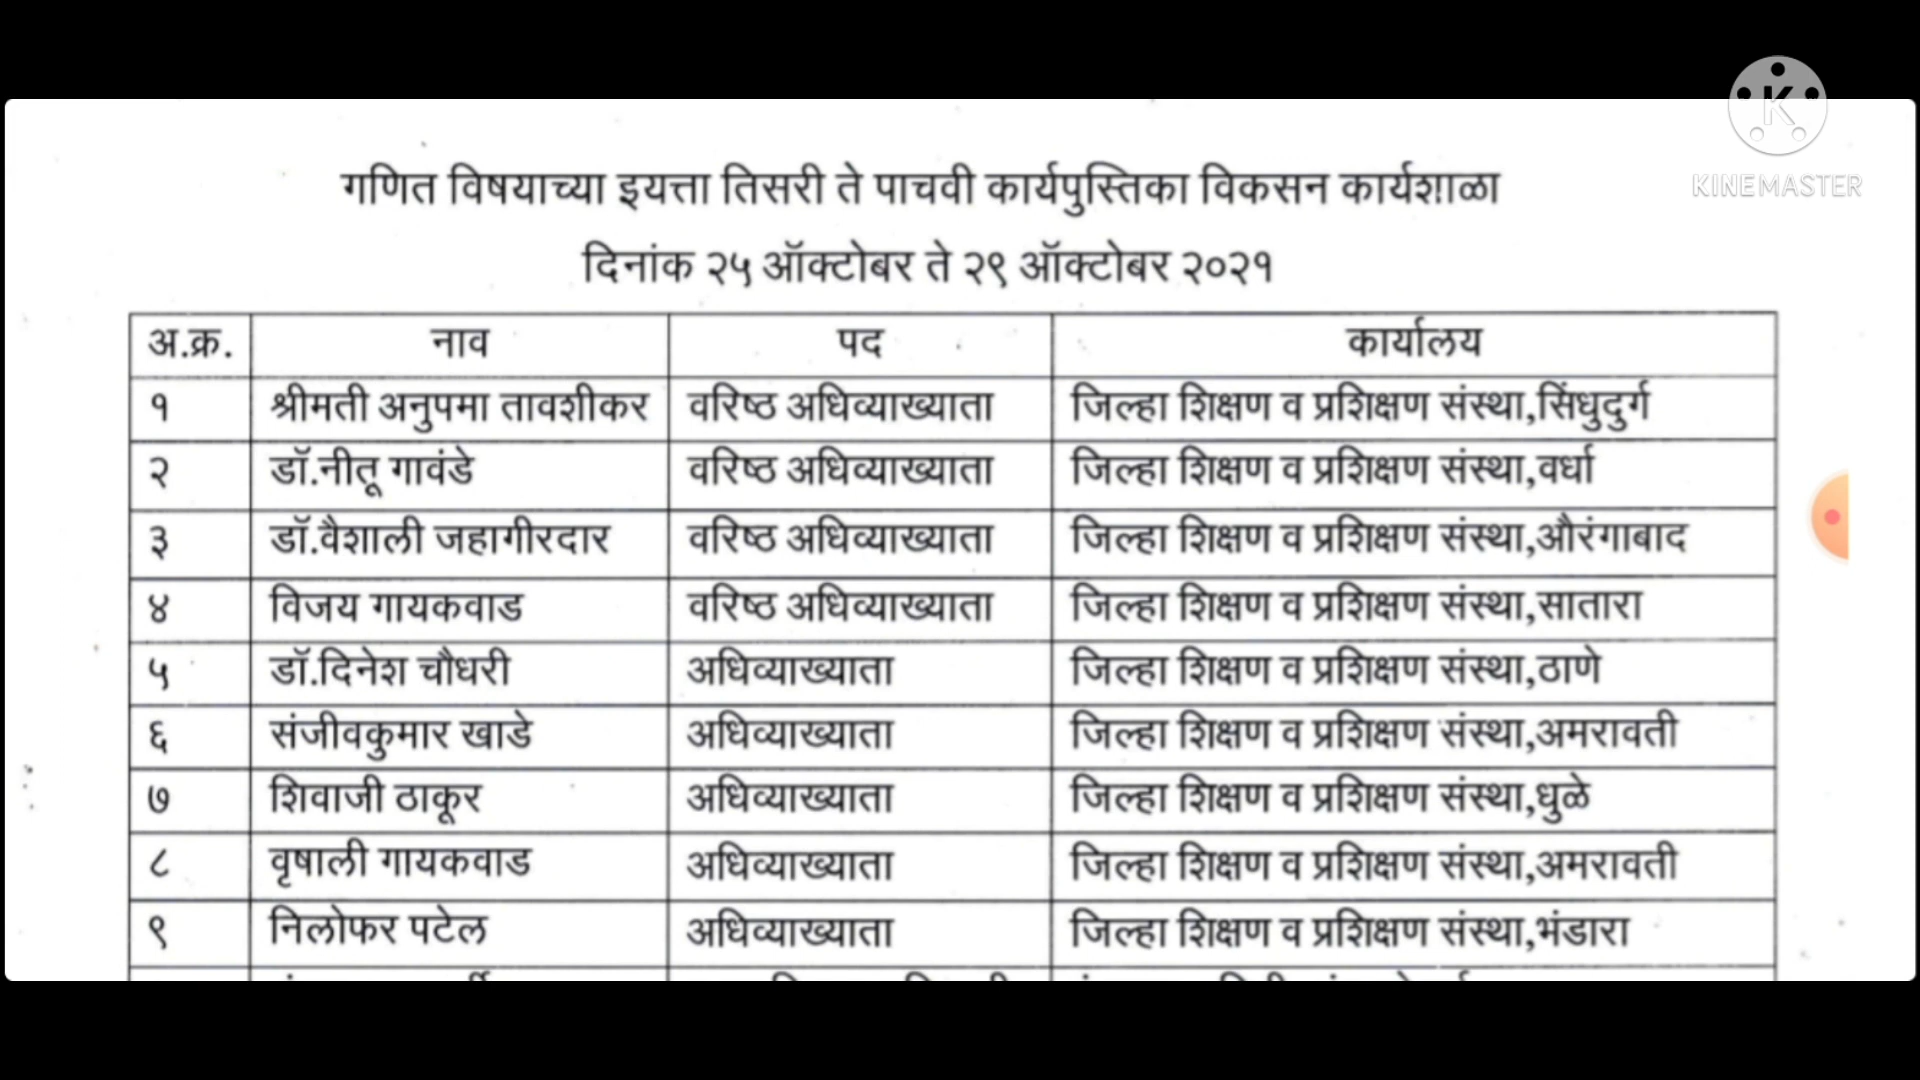 KINEMASTER
गणित विषयाच्या इयत्ता तिसरी ते पाचवी कार्यपुस्तिका विकसन कार्यशाळा
दिनांक २५ ऑक्टोबर ते २९ ऑक्टोबर २०२१
अ.क्र. नाव पद कार्यालय
१ श्रीमती अनुपमा तावशीकर वरिष्ठ अधिव्याख्याता जिल्हा शिक्षण व प्रशिक्षण संस्था,सिंधुदुर्ग
२ डॉ.नीतू गावंडे वरिष्ठ अधिव्याख्याता जिल्हा शिक्षण व प्रशिक्षण संस्था,वर्धा
३ डॉ.वैशाली जहागीरदार वरिष्ठ अधिव्याख्याता जिल्हा शिक्षण व प्रशिक्षण संस्था,औरंगाबाद
४ विजय गायकवाड वरिष्ठ अधिव्याख्याता जिल्हा शिक्षण व प्रशिक्षण संस्था,सातारा
५ डॉ.दिनेश चौधरी अधिव्याख्याता जिल्हा शिक्षण व प्रशिक्षण संस्था,ठाणे
६ संजीवकुमार खाडे अधिव्याख्याता जिल्हा शिक्षण व प्रशिक्षण संस्था,अमरावती
७ शिवाजी ठाकूर अधिव्याख्याता जिल्हा शिक्षण व प्रशिक्षण संस्था,धुळे
८ वृषाली गायकवाड अधिव्याख्याता जिल्हा शिक्षण व प्रशिक्षण संस्था,अमरावती
९ निलोफर पटेल अधिव्याख्याता जिल्हा शिक्षण व प्रशिक्षण संस्था,भंडारा